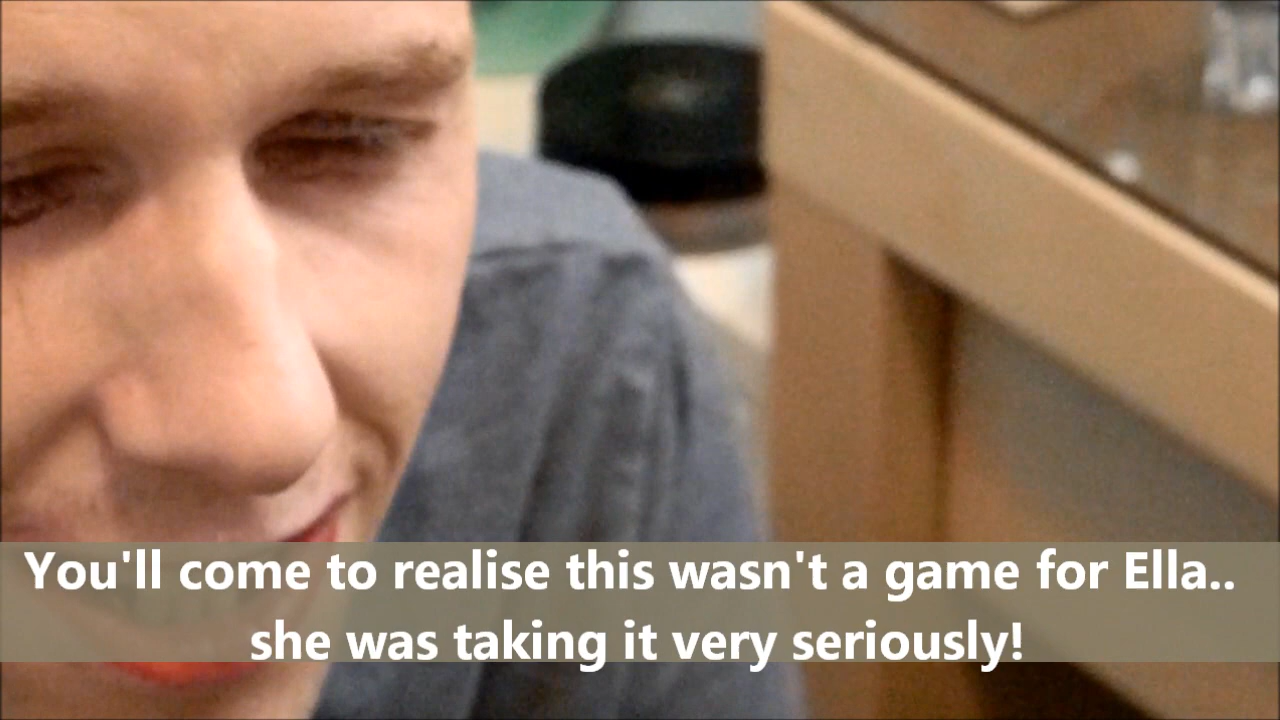 You'll come to realise this wasn't a game for Ella..
she was taking it very seriously!